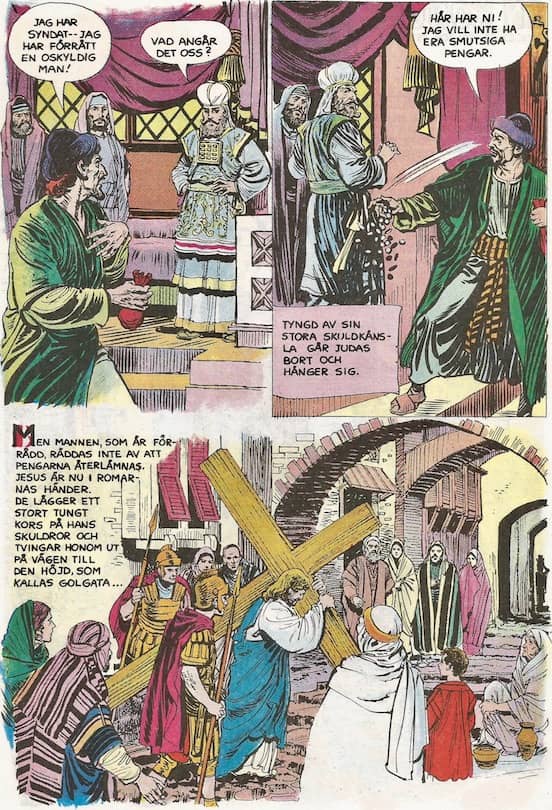 JAG HAR
SYNDAT-- JAG
HAR FÖRRÅTT
EN OSKYLDIG
MAN!
VAD ANGÅR
DET OSS?
HÄR HAR NI!
JAG VILL INTE HA
ERA SMUTSIGA
PENGAR.
TYNGD AV SIN
STORA SKULDKÄNS-
LA GÅR JUDAS
BORT OCH
HÄNGER SIG.
MEN MANNEN, SOM ÄR FÖR-
RÅDD, RÄDDAS INTE AV ATT
PENGARNA ÅTERLÄMNAS.
JESUS ÄR NU I ROMAR-
NAS HÄNDER.
DE LÄGGER ETT
STORT TUNGT
KORS PÅ HANS
SKULDROR OCH
TVINGAR HONOM UT
PÅ VÄGEN TILL
DEN HÖJD, SOM
KALLAS GOLGATA...